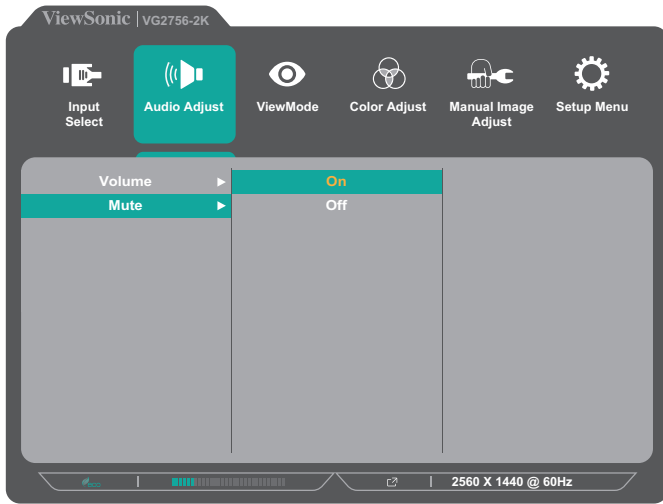 ViewSonic | VG2756-2K
Input Select
Audio Adjust
ViewMode
Color Adjust
Manual Image Adjust
Setup Menu
Volume
On
Mute
Off
ECO
2560 X 1440 @ 60Hz